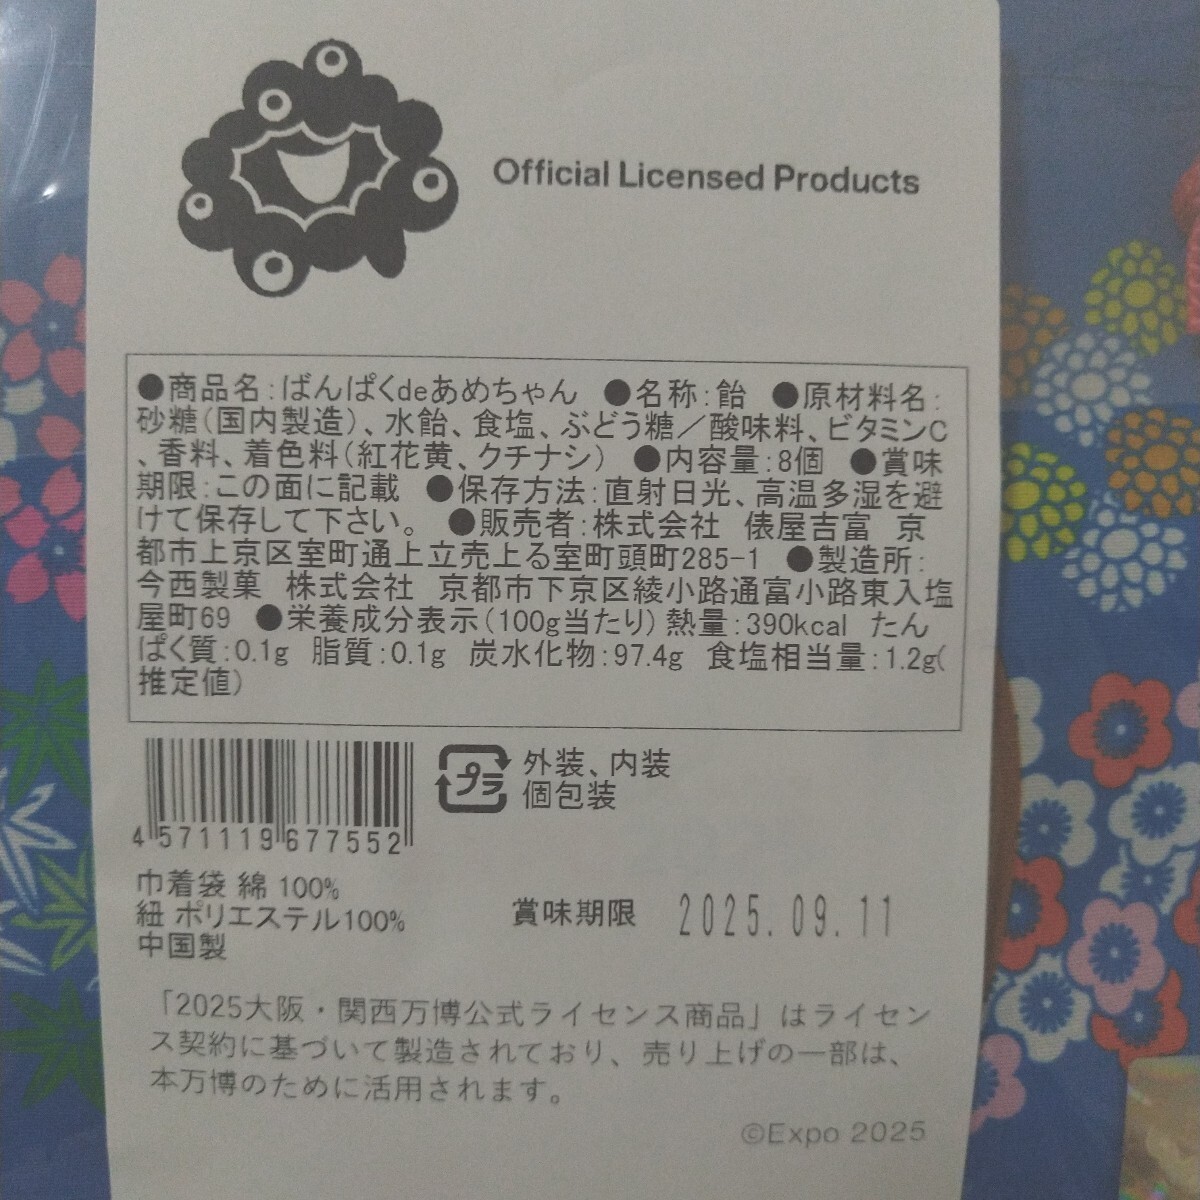 Official Licensed Products
●商品名:ばんぱくdeあめちゃん ●名称:飴 ●原材料名:
砂糖(国内製造)、水飴、食塩、ぶどう糖／酸味料、ビタミンC
、香料、着色料(紅花黄、クチナシ) ●内容量:8個 ●賞味
期限:この面に記載 ●保存方法:直射日光、高温多湿を避
けて保存して下さい。 ●販売者:株式会社 俵屋吉富 京
都市上京区室町通上立売上る室町頭町285-1 ●製造所:
今西製菓 株式会社 京都市下京区綾小路通富小路東入塩
屋町69 ●栄養成分表示(100g当たり)熱量:390kcal たん
ぱく質:0.1g 脂質:0.1g 炭水化物:97.4g 食塩相当量:1.2g(
推定値)
プラ 外装、内装
個包装
4 571119 677552
巾着袋 綿 100%
紐 ポリエステル100%
中国製
賞味期限 2025.09.11
「2025大阪・関西万博公式ライセンス商品」はライセン
ス契約に基づいて製造されており、売り上げの一部は、
本万博のために活用されます。
©Expo 2025